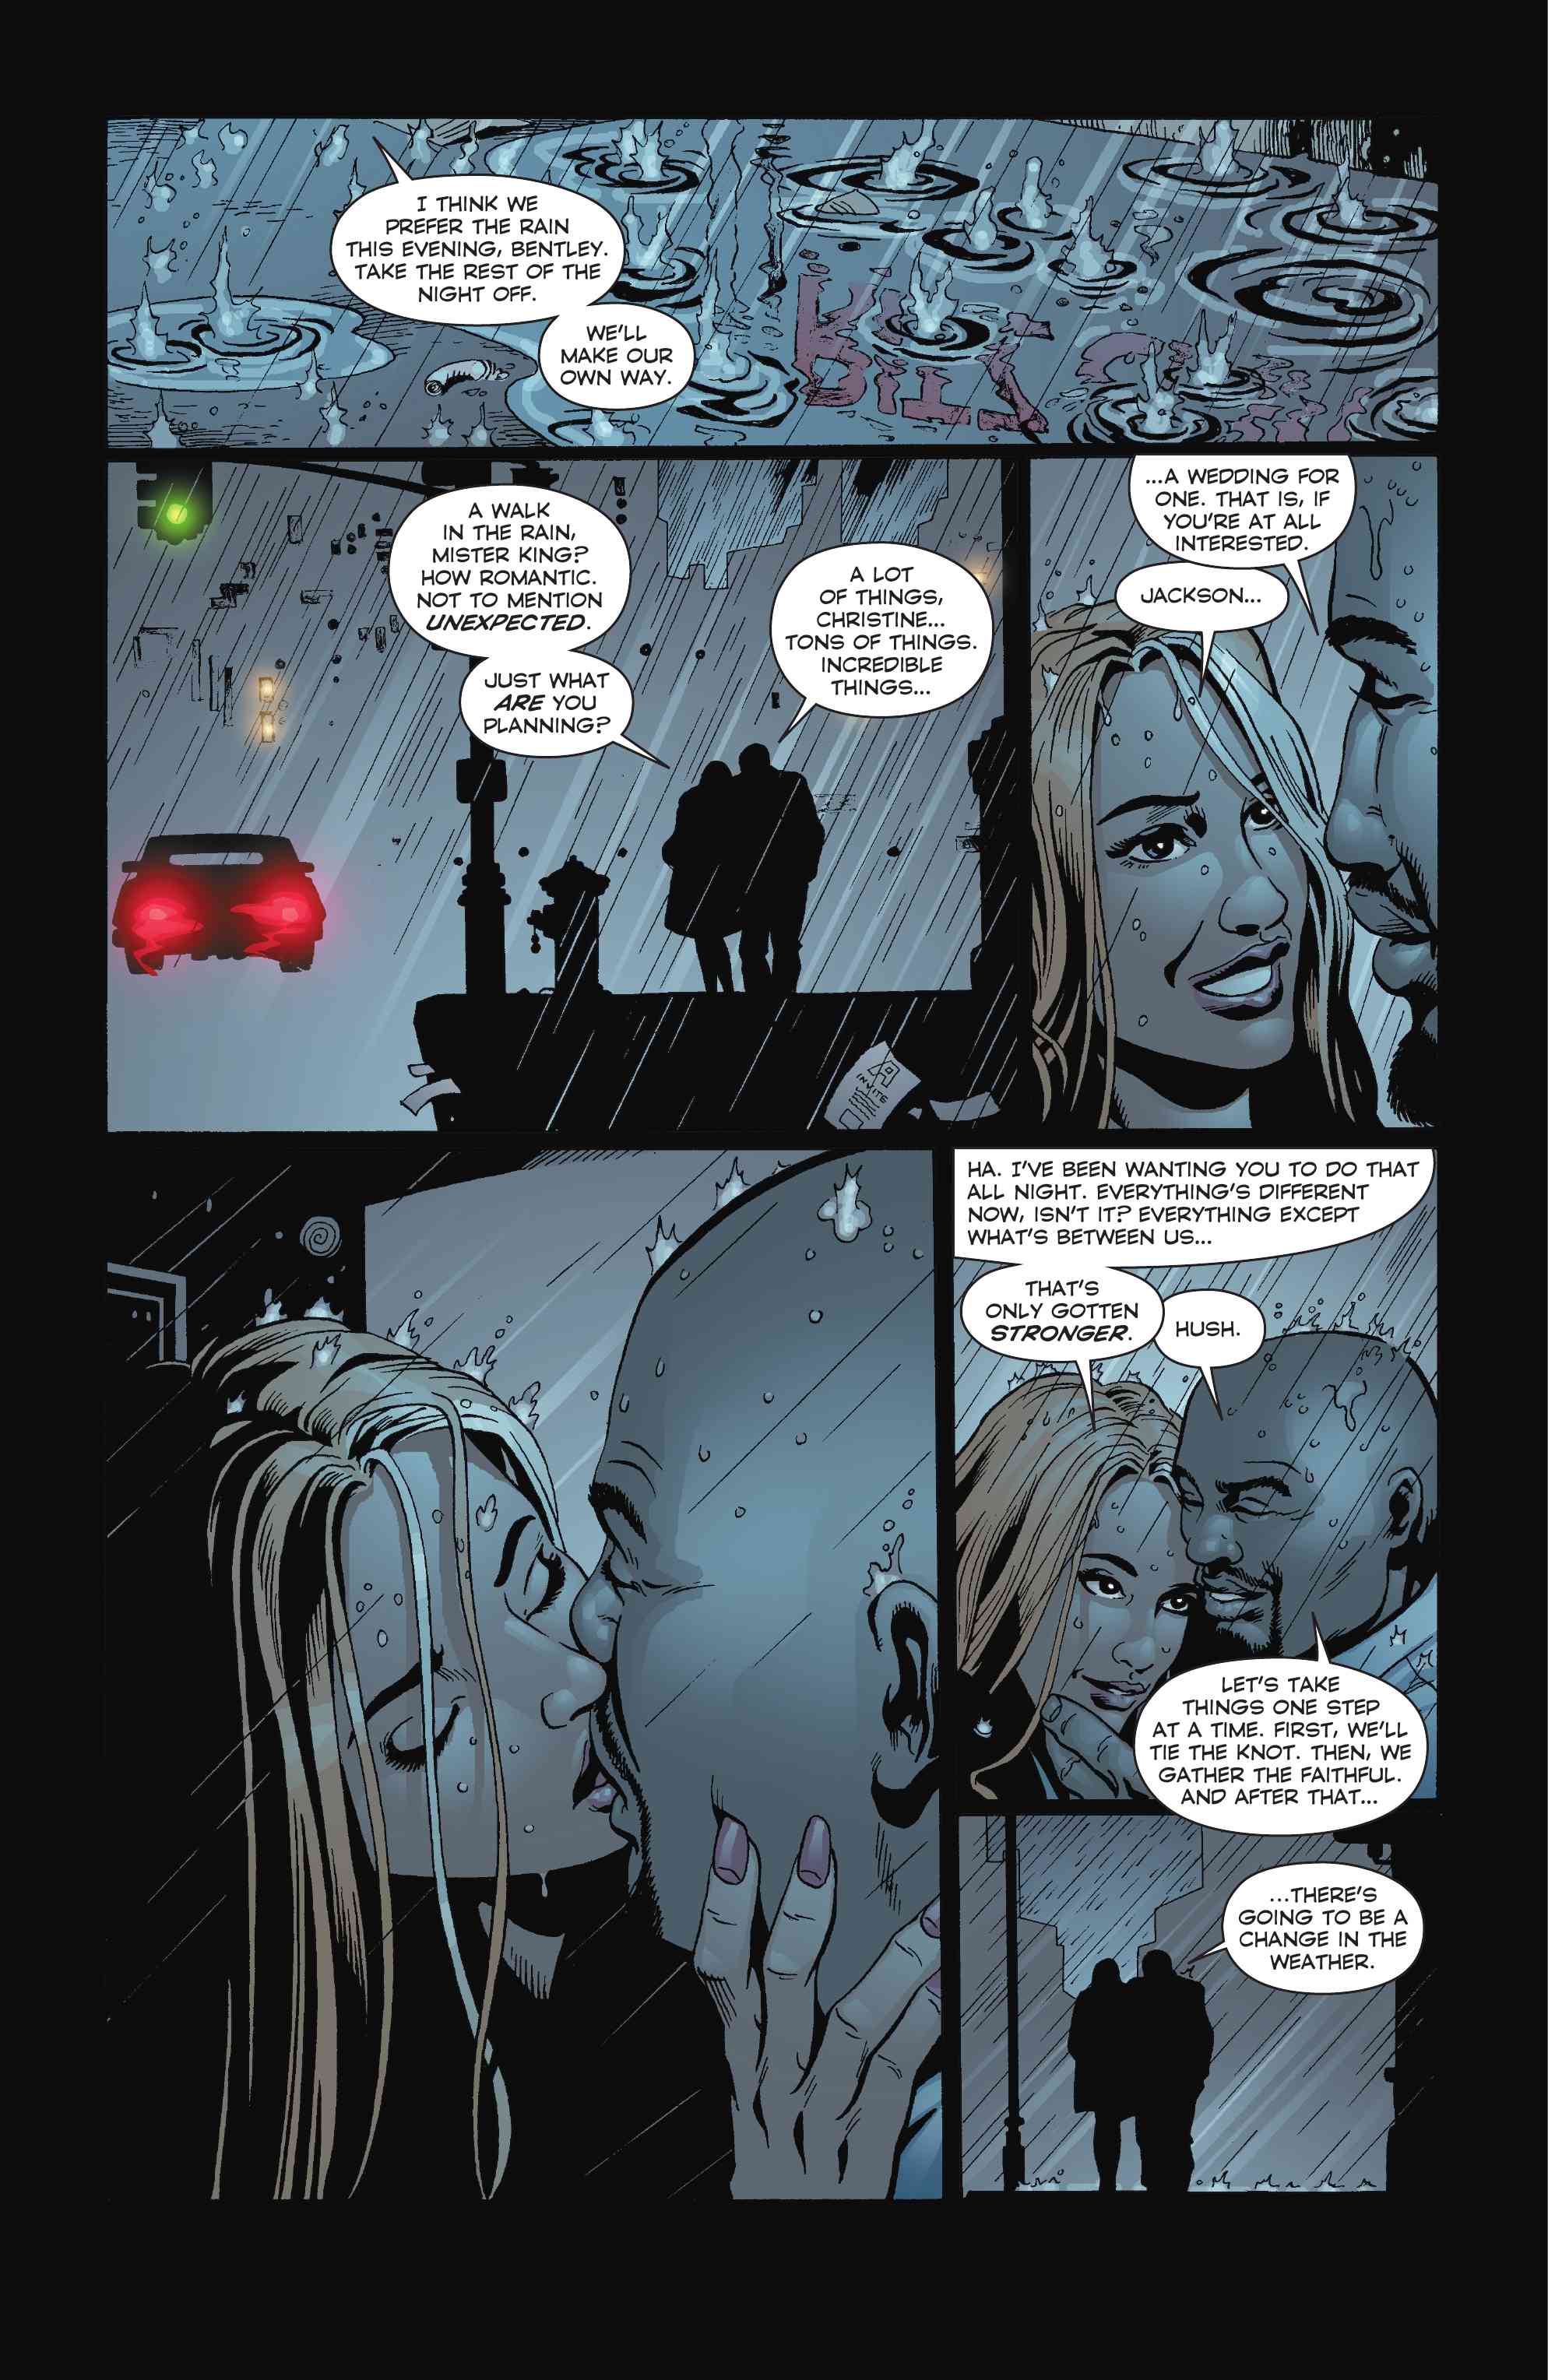 I THINK WE
PREFER THE RAIN
THIS EVENING, BENTLEY.
TAKE THE REST OF THE
NIGHT OFF.
WE'LL
MAKE OUR
OWN WAY.
A WALK
IN THE RAIN,
MISTER KING?
HOW ROMANTIC.
NOT TO MENTION
UNEXPECTED.
JUST WHAT
ARE YOU
PLANNING?
A LOT
OF THINGS,
CHRISTINE...
TONS OF THINGS.
INCREDIBLE
THINGS...
INVITE
...A WEDDING FOR
ONE. THAT IS, IF
YOU'RE AT ALL
INTERESTED.
JACKSON...
HA. I'VE BEEN WANTING YOU TO DO THAT
ALL NIGHT. EVERYTHING'S DIFFERENT
NOW, ISN'T IT? EVERYTHING EXCEPT
WHAT'S BETWEEN US...
THAT'S
ONLY GOTTEN
STRONGER.
HUSH.
LET'S TAKE
THINGS ONE STEP
AT A TIME. FIRST, WE'LL
TIE THE KNOT. THEN, WE
GATHER THE FAITHFUL.
AND AFTER THAT...
...THERE'S
GOING TO BE A
CHANGE IN THE
WEATHER.